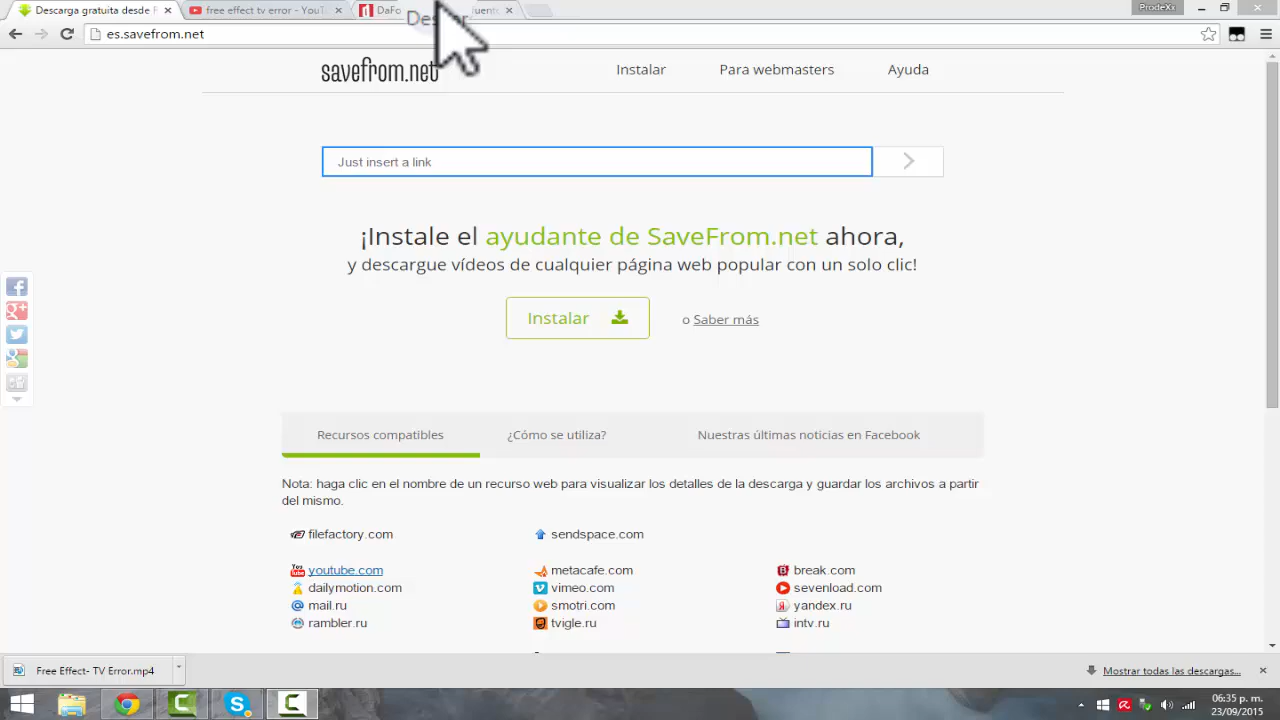 Descarga gratuita desde F
free effect tv error - YouT
DaFo
ProdeXx
es.savefrom.net
savefrom.net
Instalar
Para webmasters
Ayuda
Just insert a link
¡Instale el ayudante de SaveFrom.net ahora,
y descargue vídeos de cualquier página web popular con un solo clic!
Instalar
o Saber más
Recursos compatibles
¿Cómo se utiliza?
Nuestras últimas noticias en Facebook
Nota: haga clic en el nombre de un recurso web para visualizar los detalles de la descarga y guardar los archivos a partir
del mismo.
filefactory.com
sendspace.com
youtube.com
metacafe.com
break.com
dailymotion.com
vimeo.com
sevenload.com
mail.ru
smotri.com
yandex.ru
rambler.ru
tvigle.ru
intv.ru
Free Effect- TV Error.mp4
Mostrar todas las descargas...
06:35 p. m.
23/09/2015